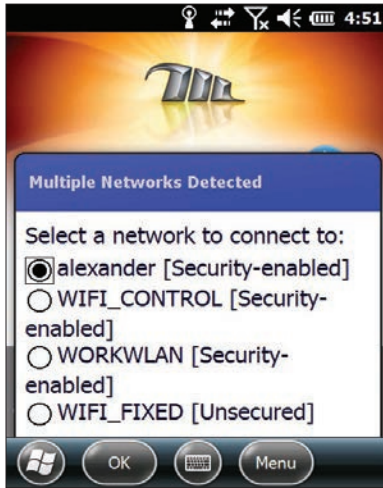 4:51
Multiple Networks Detected
Select a network to connect to:
alexander [Security-enabled]
WIFI_CONTROL [Security-
enabled]
WORKWLAN [Security-
enabled]
WIFI_FIXED [Unsecured]
OK
Menu